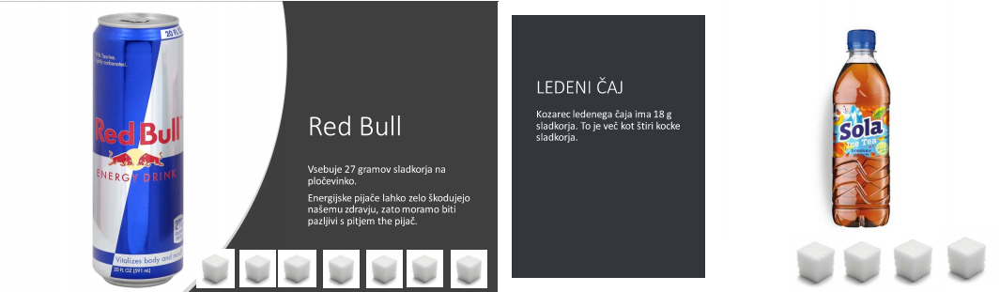 20 FL
lightly carbonated.
Red Bull
ENERGY DRINK
Vitalizes body and mind
20 FL OZ (591 mL)
Red Bull
Vsebuje 27 gramov sladkorja na
pločevinko.
Energijske pijače lahko zelo škodujejo
našemu zdravju, zato moramo biti
pazljivi s pitjem the pijač.
LEDENI ČAJ
Kozarec ledenega čaja ima 18 g
sladkorja. To je več kot štiri kocke
sladkorja.
Sola
Ice Tea